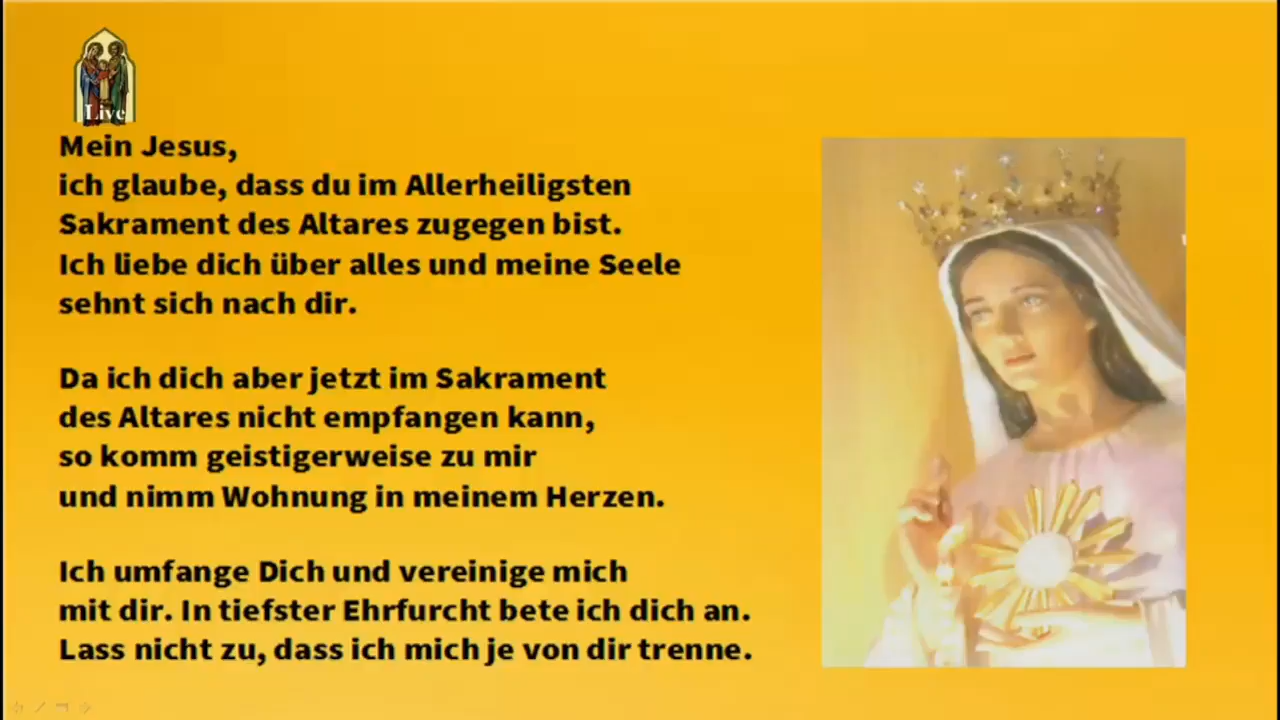 Live
Mein Jesus,
ich glaube, dass du im Allerheiligsten
Sakrament des Altares zugegen bist.
Ich liebe dich über alles und meine Seele
sehnt sich nach dir.
Da ich dich aber jetzt im Sakrament
des Altares nicht empfangen kann,
so komm geistigerweise zu mir
und nimm Wohnung in meinem Herzen.
Ich umfange Dich und vereinige mich
mit dir. In tiefster Ehrfurcht bete ich dich an.
Lass nicht zu, dass ich mich je von dir trenne.